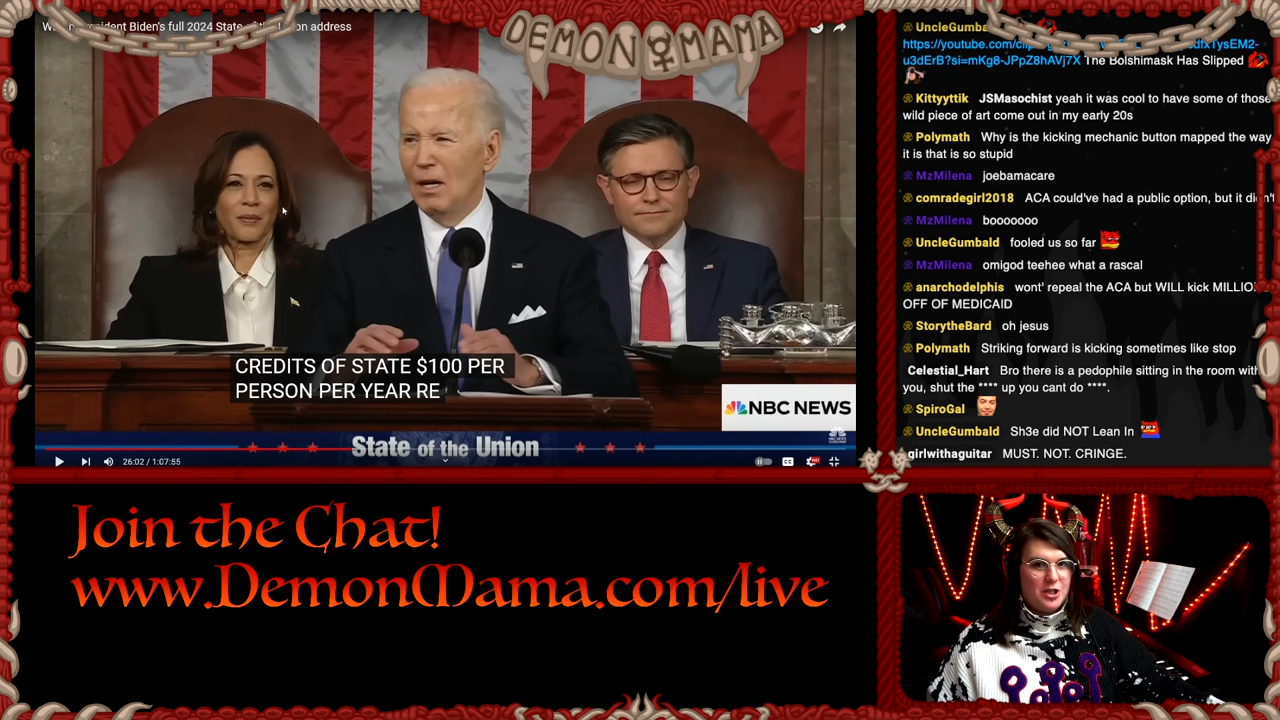 President Biden's full 2024 State address
DEMON MAMA
CREDITS OF STATE $100 PER
PERSON PER YEAR RE
NBC NEWS
State of the Union
26:02 / 1:07:55
UncleGumba
https://youtube.com/
u3dErB?si=mKg8-JPpZ8hAVj7X The Bolshimask Has Slipped
Kittyyttik JSMasochist yeah it was cool to have some of those
wild piece of art come out in my early 20s
Polymath Why is the kicking mechanic button mapped the way
it is that is so stupid
MzMilena joebamacare
comradegirl2018 ACA could've had a public option, but it didn't
MzMilena booooooo
UncleGumbald fooled us so far
MzMilena omigod teehee what a rascal
anarchodelphis wont' repeal the ACA but WILL kick MILLIO
OFF OF MEDICAID
StorytheBard oh jesus
Polymath Striking forward is kicking sometimes like stop
Celestial_Hart Bro there is a pedophile sitting in the room with
you, shut the **** up you cant do ****.
SpiroGal
UncleGumbald Sh3e did NOT Lean In
girlwithaguitar MUST. NOT. CRINGE.
Join the Chat!
www.DemonMama.com/live